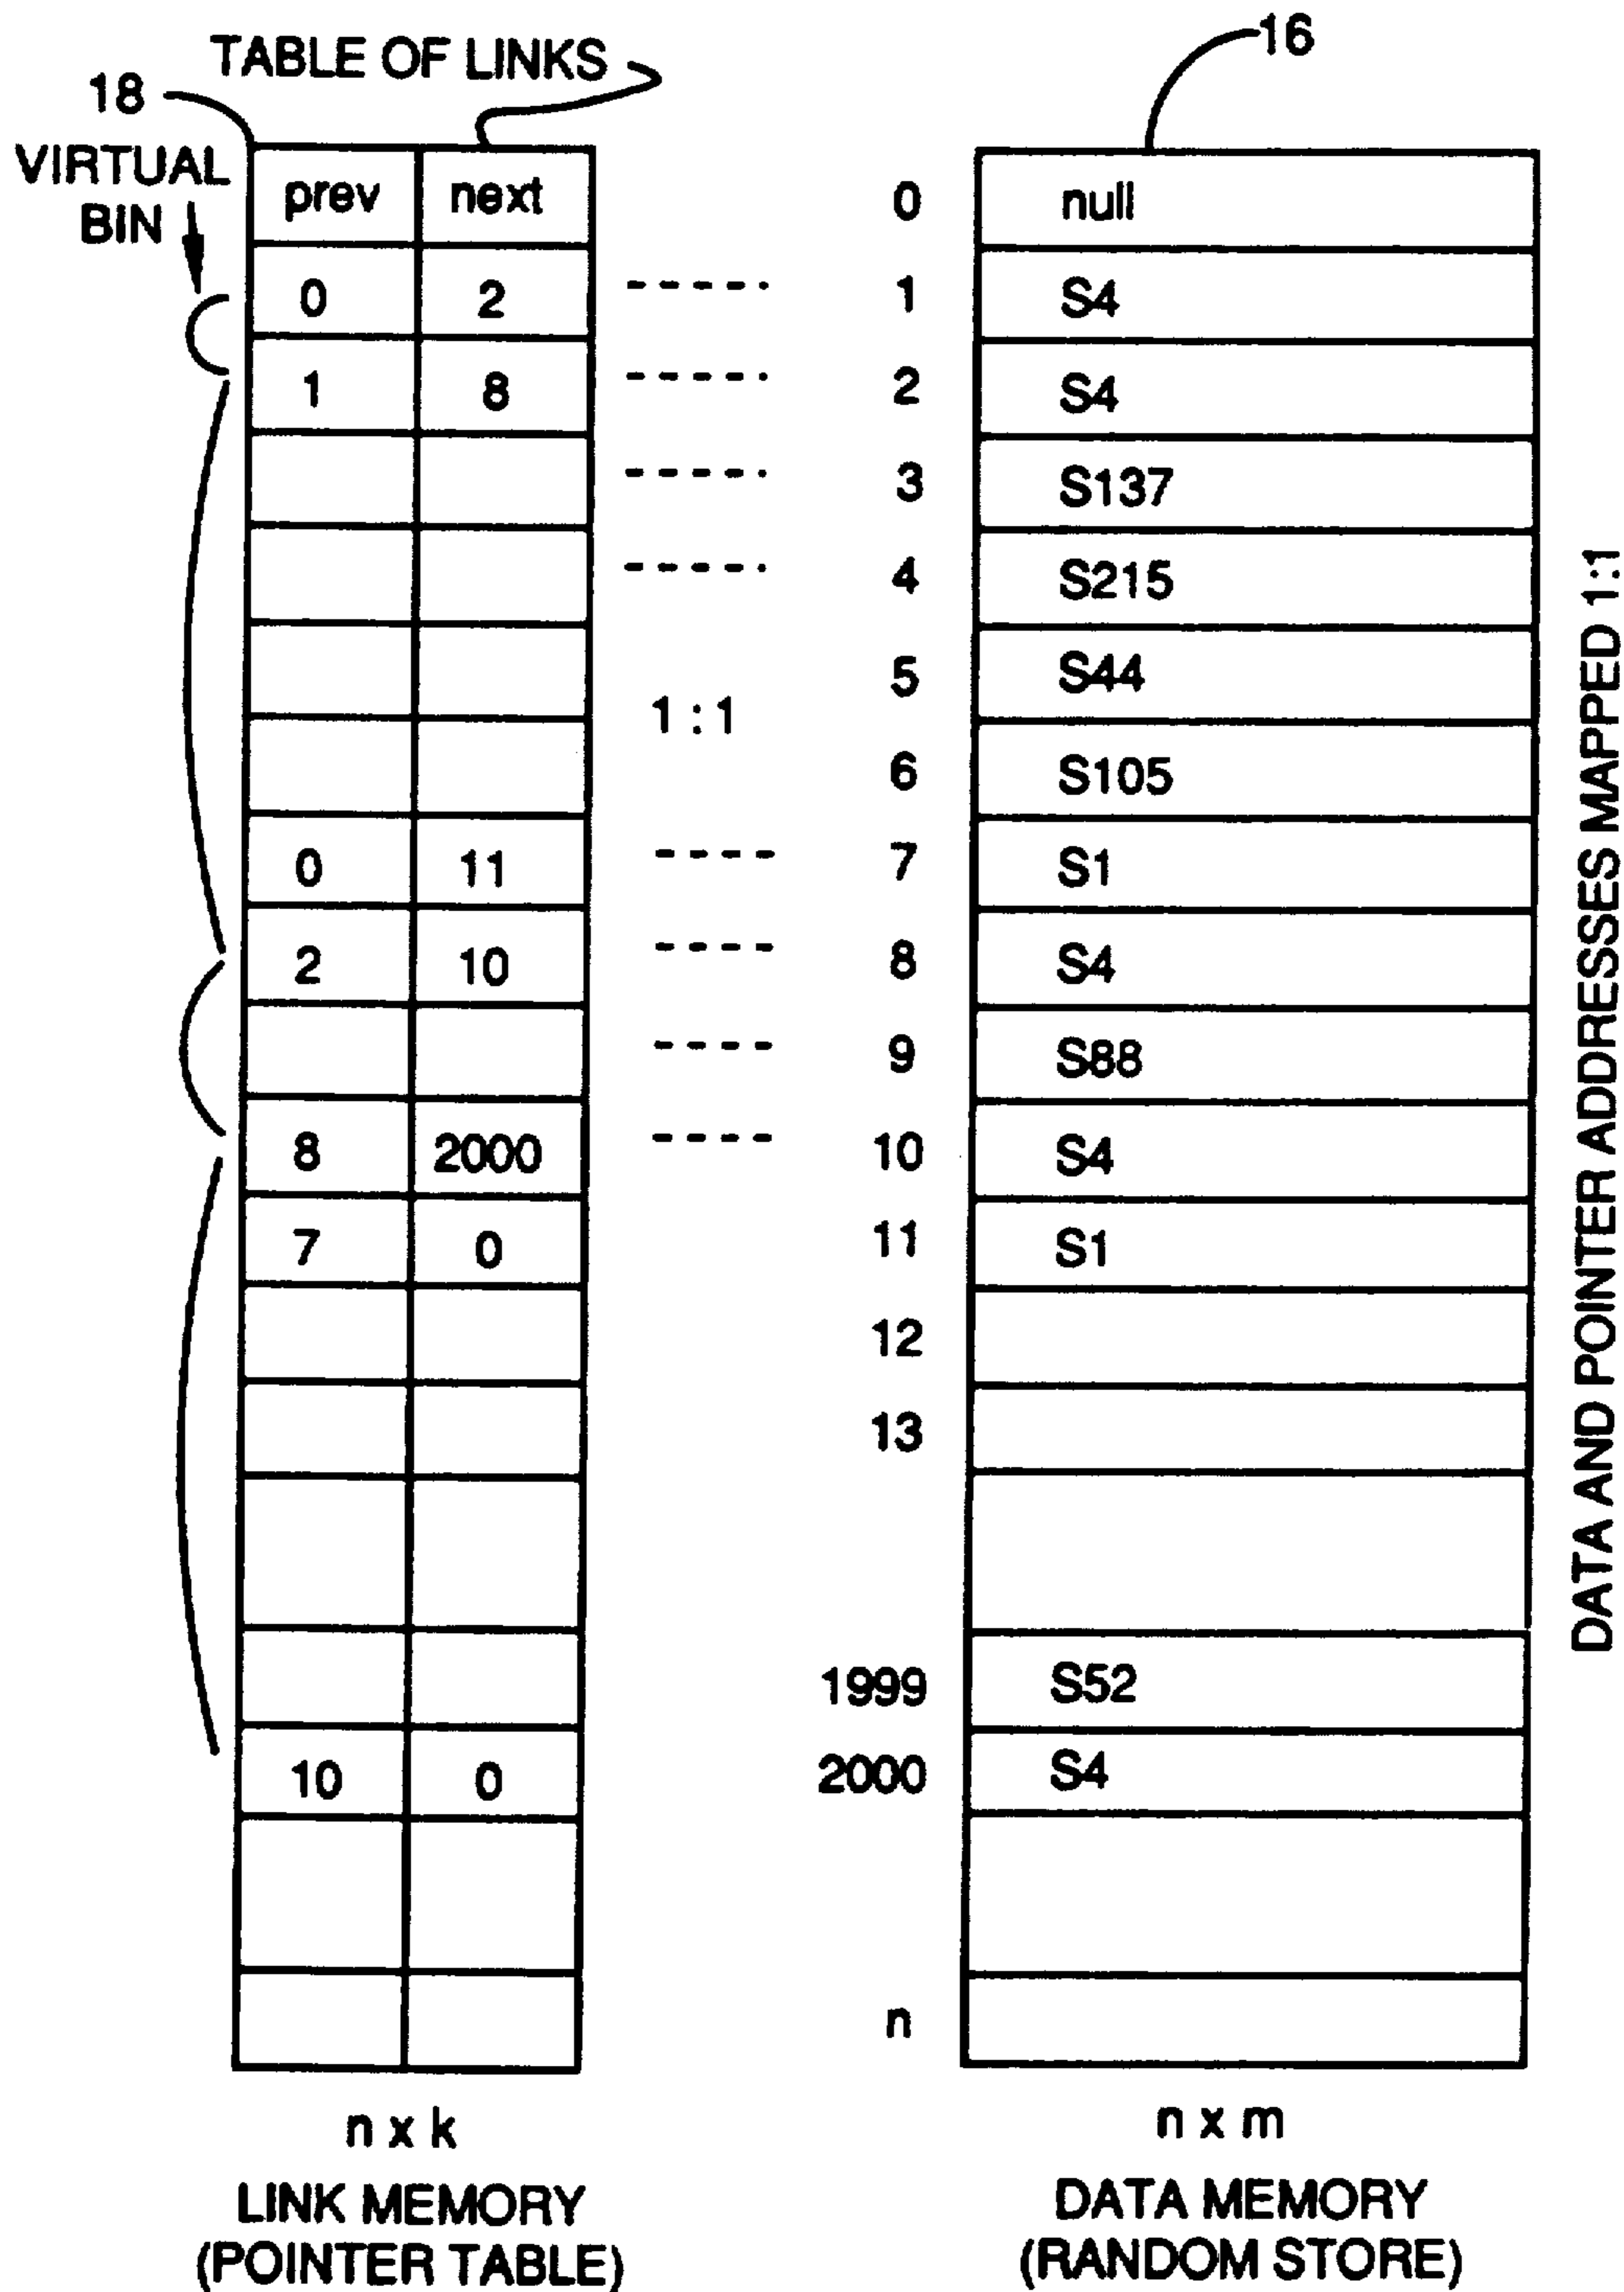 16
TABLE OF LINKS
18
VIRTUAL
BIN
prev next 0 null
0 2 ----- 1 S4
1 8 ----- 2 S4
----- 3 S137
----- 4 S215
5 S44
1 : 1
6 S105
0 11 ---- 7 S1
2 10 ---- 8 S4
---- 9 S88
8 2000 ---- 10 S4
7 0 11 S1
12
13
1999 S52
10 0 2000 S4
n
DATA AND POINTER ADDRESSES MAPPED 1:1
n x k
LINK MEMORY
(POINTER TABLE)
n x m
DATA MEMORY
(RANDOM STORE)